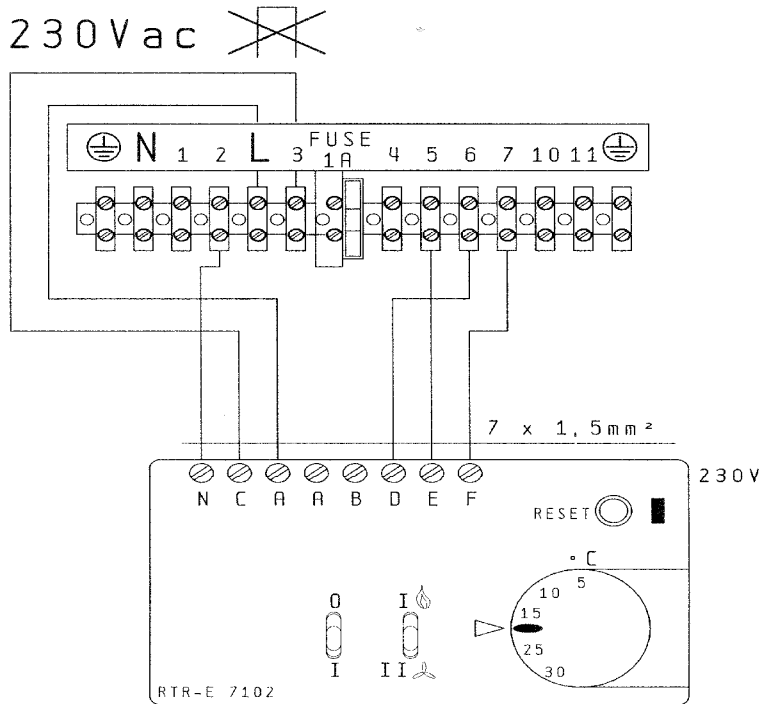 230Vac
FUSE
N 1 2 L 3 1A 4 5 6 7 10 11
7 x 1,5mm²
230V
N C A A B D E F
RESET
°C
5
10
15
25
30
O I
I II
RTR-E 7102